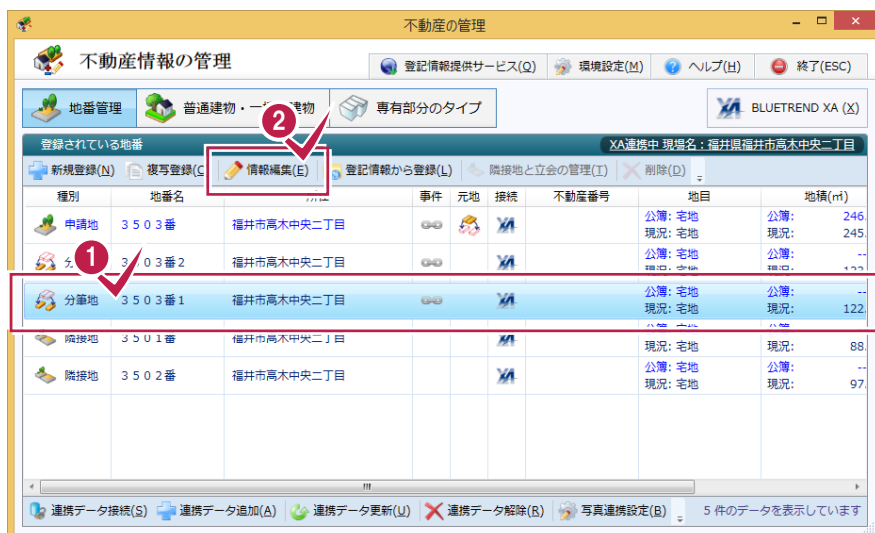 不動産の管理
不動産情報の管理
登記情報提供サービス(Q) 環境設定(M) ヘルプ(H) 終了(ESC)
地番管理 普通建物・一 建物 専有部分のタイプ BLUETREND XA (X)
2
登録されている地番 XA連携中 現場名：福井県福井市高木中央二丁目
新規登録(N) 複写登録(C 情報編集(E) 登記情報から登録(L) 隣接地と立会の管理(I) 削除(D)
種別 地番名 事件 元地 接続 不動産番号 地目 地積(㎡)
申請地 3503番 福井市高木中央二丁目 公簿: 宅地 公簿: 246.
現況: 宅地 現況: 245.
1
3503番2 福井市高木中央二丁目 公簿: 宅地 公簿: --
分筆地 3503番1 福井市高木中央二丁目 公簿: 宅地 公簿: --
現況: 宅地 現況: 122.
隣接地 3501番 福井市高木中央二丁目
現況: 宅地 現況: 88.
隣接地 3502番 福井市高木中央二丁目 公簿: 宅地 公簿: --
現況: 宅地 現況: 97.
連携データ接続(S) 連携データ追加(A) 連携データ更新(U) 連携データ解除(R) 写真連携設定(B) 5 件のデータを表示しています